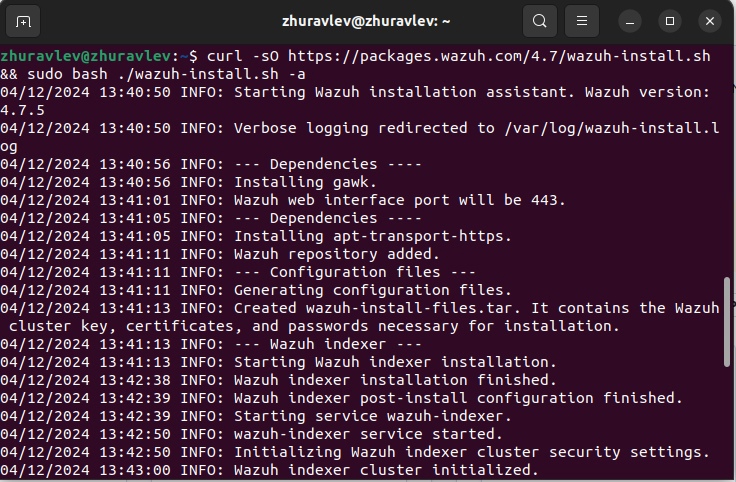 zhuravlev@zhuravlev: ~
zhuravlev@zhuravlev:~$ curl -sO https://packages.wazuh.com/4.7/wazuh-install.sh
&& sudo bash ./wazuh-install.sh -a
04/12/2024 13:40:50 INFO: Starting Wazuh installation assistant. Wazuh version:
4.7.5
04/12/2024 13:40:50 INFO: Verbose logging redirected to /var/log/wazuh-install.l
og
04/12/2024 13:40:56 INFO: --- Dependencies ----
04/12/2024 13:40:56 INFO: Installing gawk.
04/12/2024 13:41:01 INFO: Wazuh web interface port will be 443.
04/12/2024 13:41:05 INFO: --- Dependencies ----
04/12/2024 13:41:05 INFO: Installing apt-transport-https.
04/12/2024 13:41:11 INFO: Wazuh repository added.
04/12/2024 13:41:11 INFO: --- Configuration files ---
04/12/2024 13:41:11 INFO: Generating configuration files.
04/12/2024 13:41:13 INFO: Created wazuh-install-files.tar. It contains the Wazuh
 cluster key, certificates, and passwords necessary for installation.
04/12/2024 13:41:13 INFO: --- Wazuh indexer ---
04/12/2024 13:41:13 INFO: Starting Wazuh indexer installation.
04/12/2024 13:42:38 INFO: Wazuh indexer installation finished.
04/12/2024 13:42:39 INFO: Wazuh indexer post-install configuration finished.
04/12/2024 13:42:39 INFO: Starting service wazuh-indexer.
04/12/2024 13:42:50 INFO: wazuh-indexer service started.
04/12/2024 13:42:50 INFO: Initializing Wazuh indexer cluster security settings.
04/12/2024 13:43:00 INFO: Wazuh indexer cluster initialized.